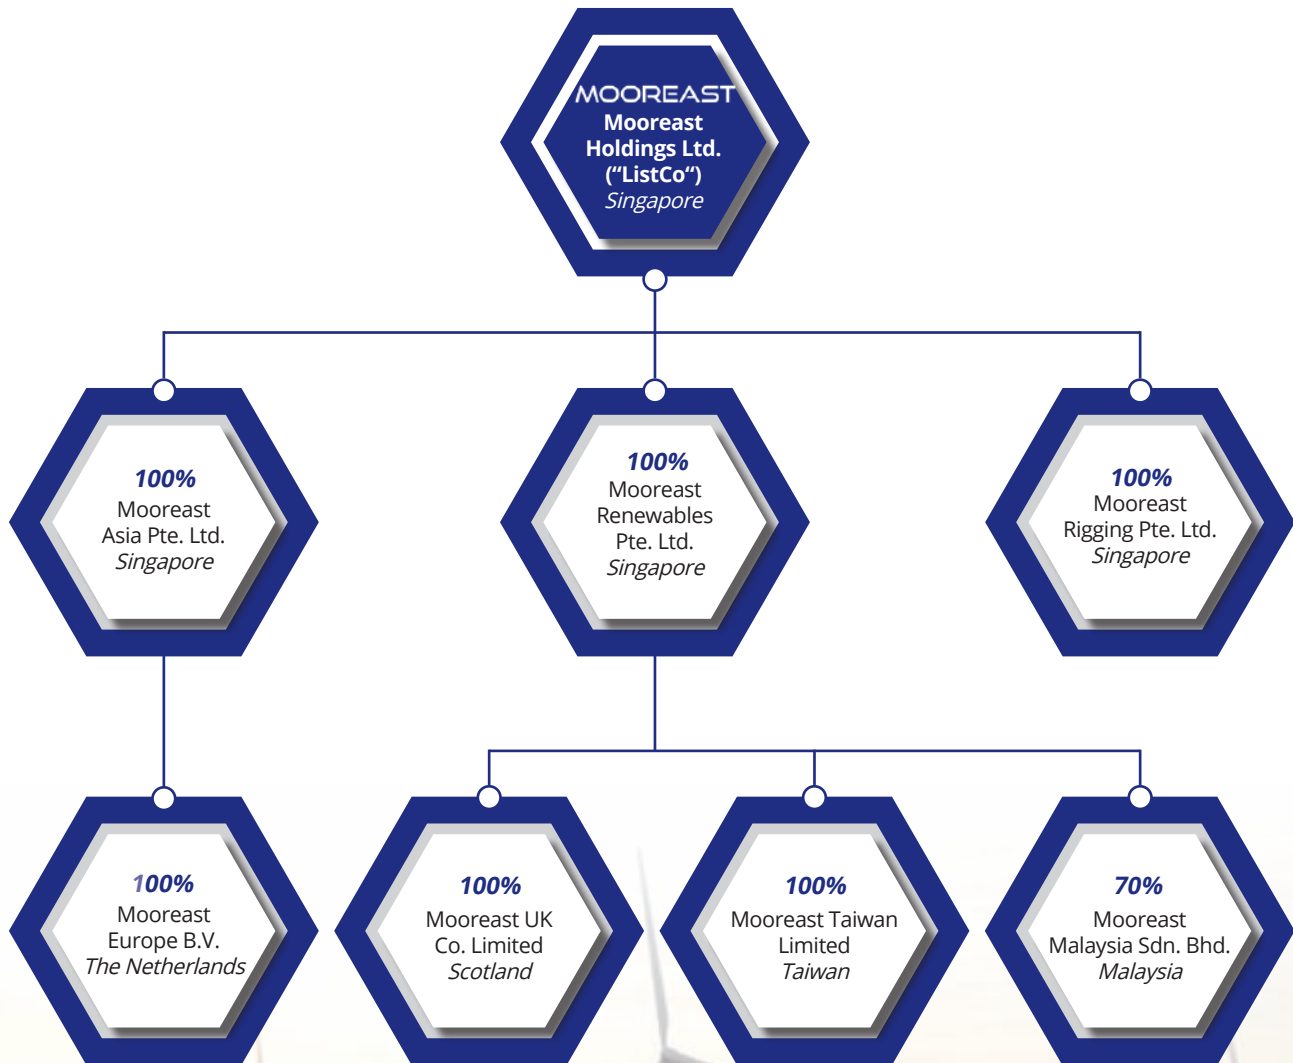 MOOREAST
Mooreast
Holdings Ltd.
(“ListCo“)
Singapore
100%
Mooreast
Asia Pte. Ltd.
Singapore
100%
Mooreast
Renewables
Pte. Ltd.
Singapore
100%
Mooreast
Rigging Pte. Ltd.
Singapore
100%
Mooreast
Europe B.V.
The Netherlands
100%
Mooreast UK
Co. Limited
Scotland
100%
Mooreast Taiwan
Limited
Taiwan
70%
Mooreast
Malaysia Sdn. Bhd.
Malaysia